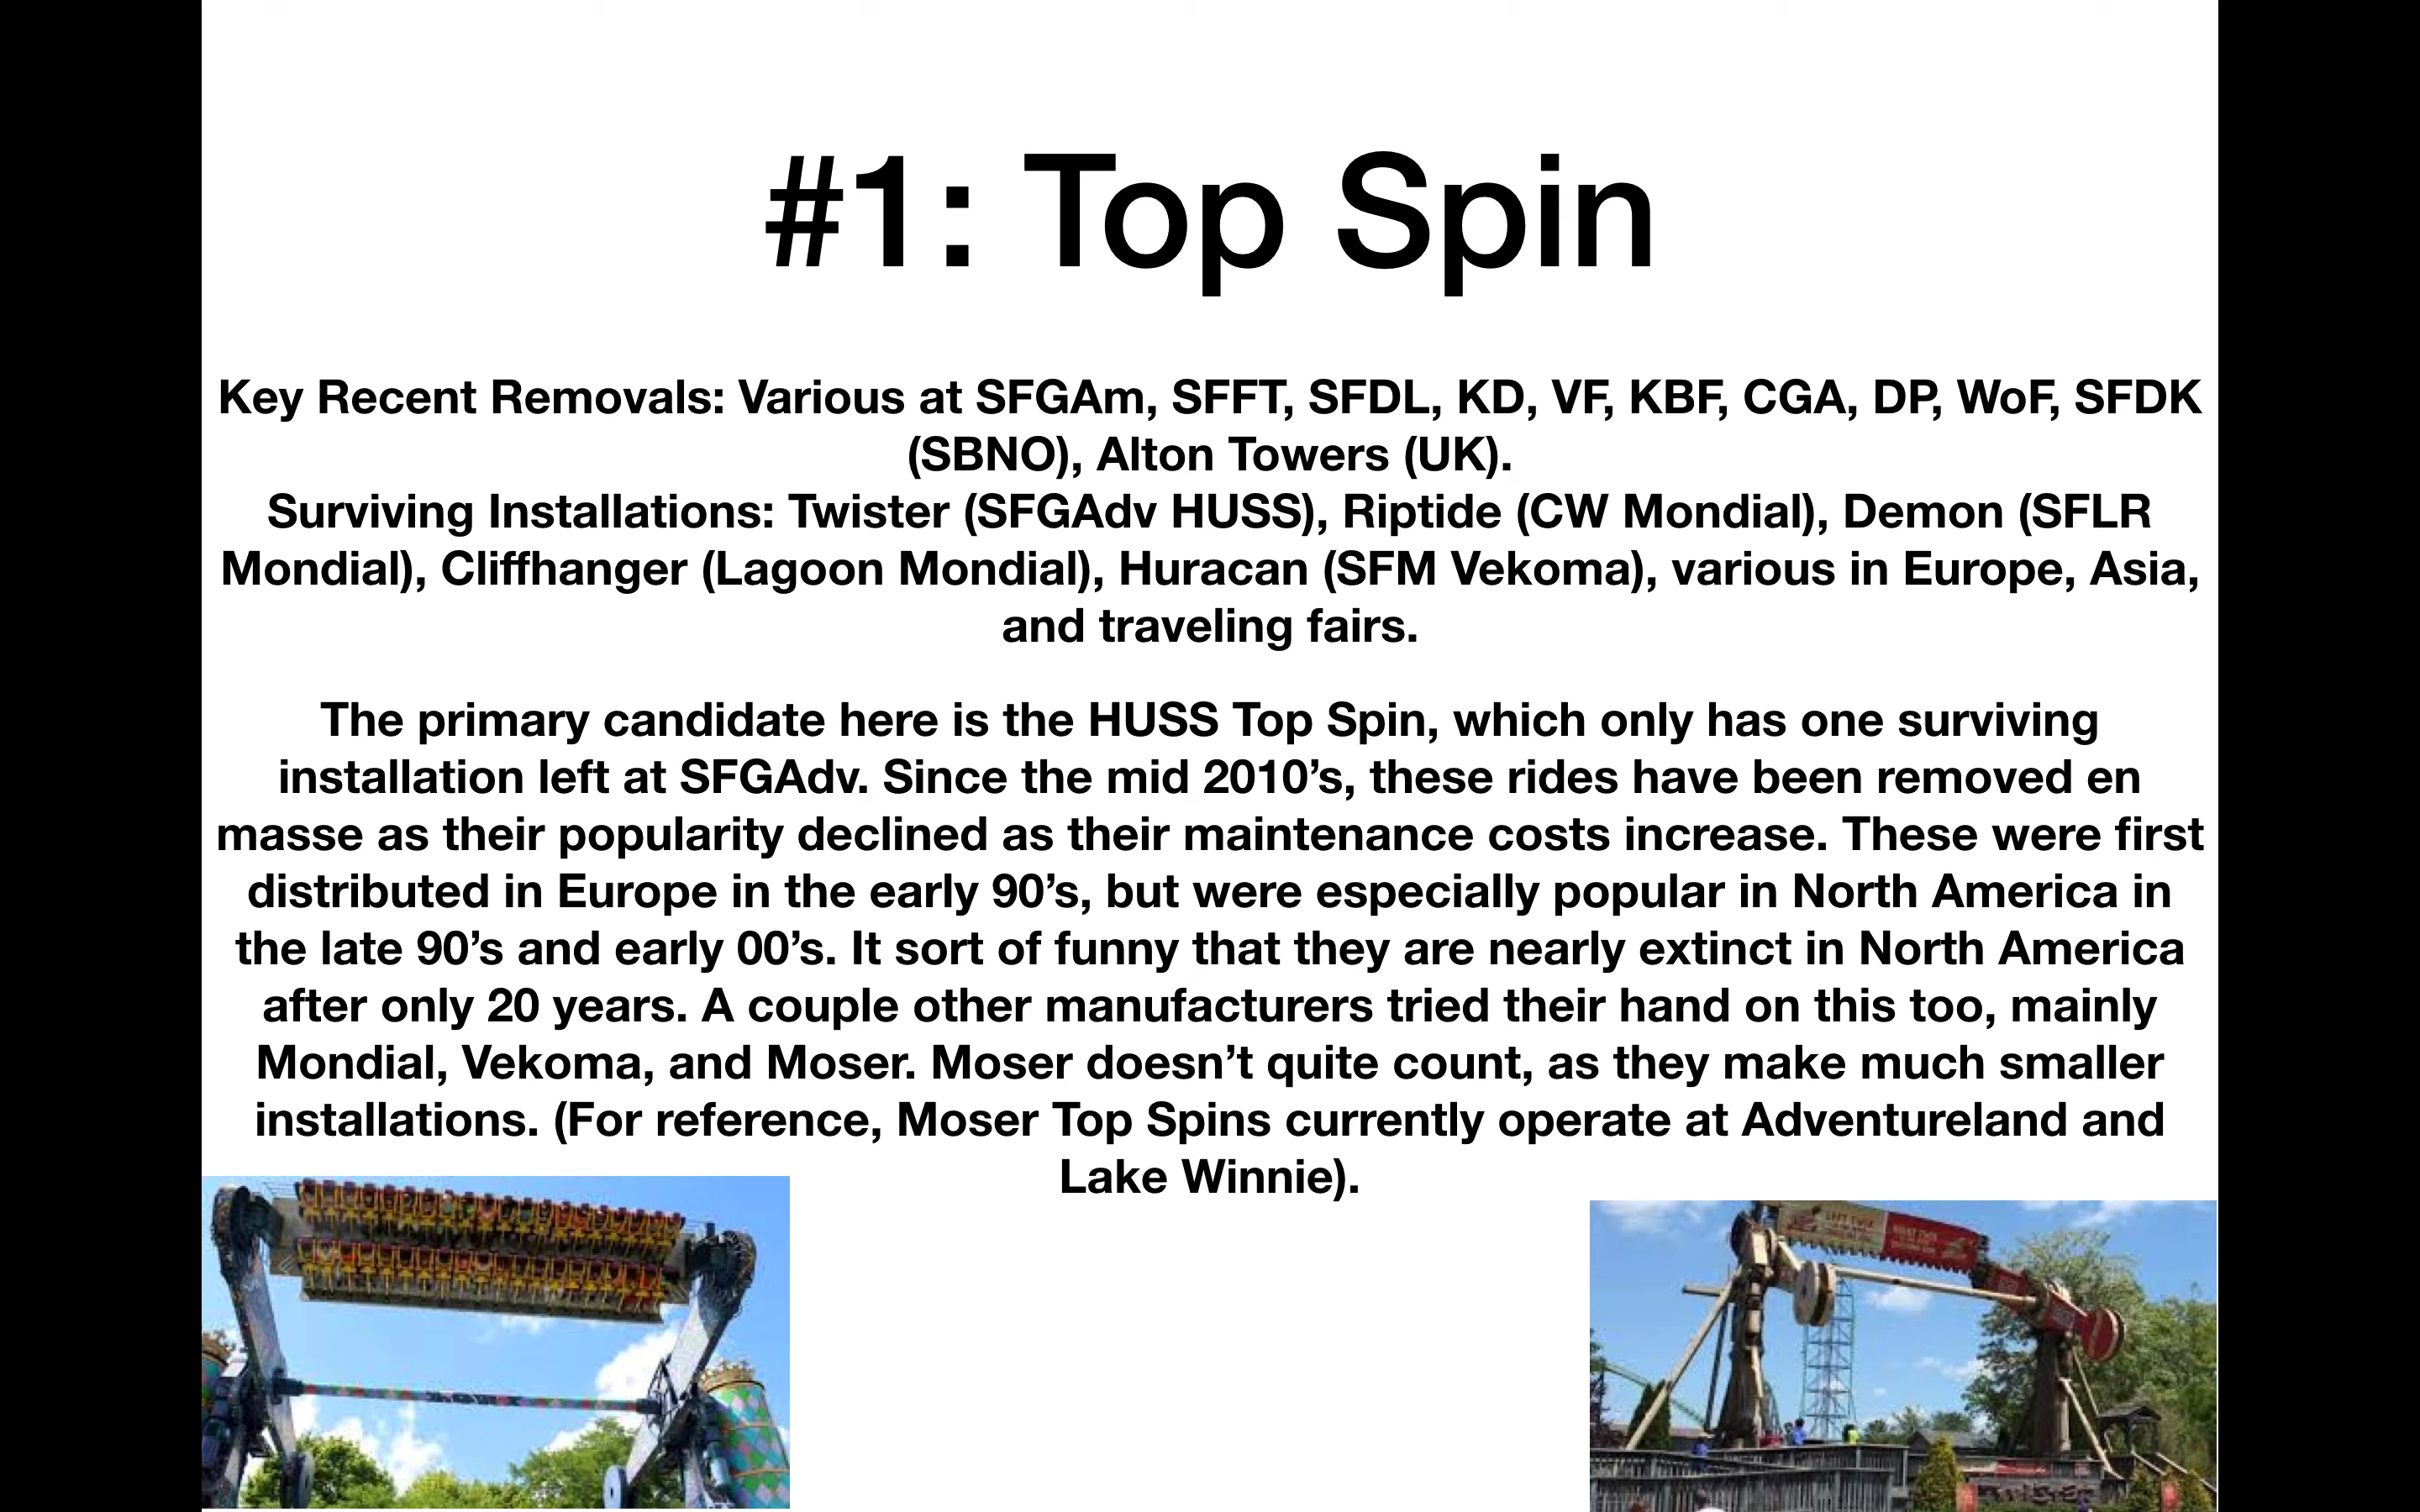 #1: Top Spin
Key Recent Removals: Various at SFGAm, SFFT, SFDL, KD, VF, KBF, CGA, DP, WoF, SFDK
(SBNO), Alton Towers (UK).
Surviving Installations: Twister (SFGAdv HUSS), Riptide (CW Mondial), Demon (SFLR
Mondial), Cliffhanger (Lagoon Mondial), Huracan (SFM Vekoma), various in Europe, Asia,
and traveling fairs.
The primary candidate here is the HUSS Top Spin, which only has one surviving
installation left at SFGAdv. Since the mid 2010’s, these rides have been removed en
masse as their popularity declined as their maintenance costs increase. These were first
distributed in Europe in the early 90’s, but were especially popular in North America in
the late 90’s and early 00’s. It sort of funny that they are nearly extinct in North America
after only 20 years. A couple other manufacturers tried their hand on this too, mainly
Mondial, Vekoma, and Moser. Moser doesn’t quite count, as they make much smaller
installations. (For reference, Moser Top Spins currently operate at Adventureland and
Lake Winnie).